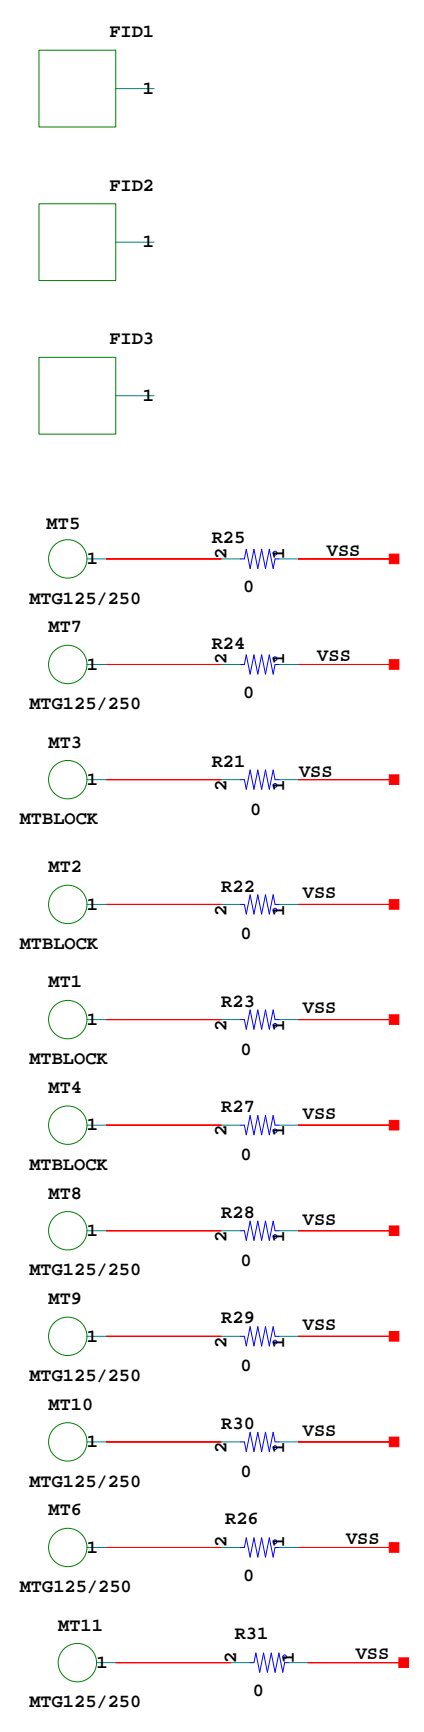 FID1
1
FID2
1
FID3
1
MT5
R25
1 2 1 VSS
0
MTG125/250
MT7
R24
1 2 1 VSS
0
MTG125/250
MT3
R21
1 2 1 VSS
0
MTBLOCK
MT2
R22
1 2 1 VSS
0
MTBLOCK
MT1
R23
1 2 1 VSS
0
MTBLOCK
MT4
R27
1 2 1 VSS
0
MTBLOCK
MT8
R28
1 2 1 VSS
0
MTG125/250
MT9
R29
1 2 1 VSS
0
MTG125/250
MT10
R30
1 2 1 VSS
0
MTG125/250
MT6
R26
1 2 1 VSS
0
MTG125/250
MT11
R31
1 2 1 VSS
0
MTG125/250